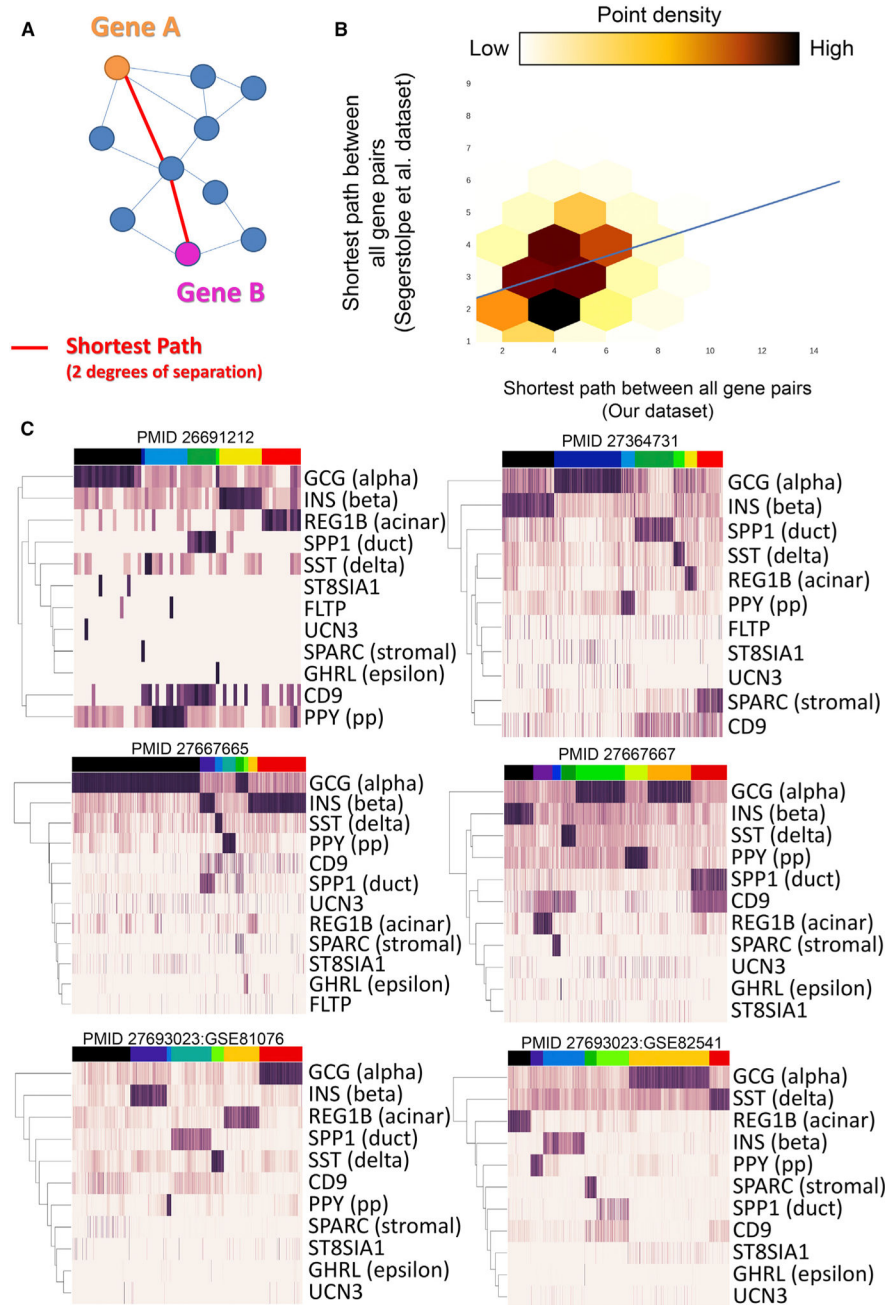 A
Gene A
Gene B
Shortest Path
(2 degrees of separation)
B
Point density
Low
High
Shortest path between
all gene pairs
(Segerstolpe et al. dataset)
9
8
7
6
5
4
3
2
1
2
4
6
8
10
12
14
Shortest path between all gene pairs
(Our dataset)
C
PMID 26691212
GCG (alpha)
INS (beta)
REG1B (acinar)
SPP1 (duct)
SST (delta)
ST8SIA1
FLTP
UCN3
SPARC (stromal)
GHRL (epsilon)
CD9
PPY (pp)
PMID 27364731
GCG (alpha)
INS (beta)
SPP1 (duct)
SST (delta)
REG1B (acinar)
PPY (pp)
FLTP
ST8SIA1
UCN3
SPARC (stromal)
CD9
PMID 27667665
GCG (alpha)
INS (beta)
SST (delta)
PPY (pp)
CD9
SPP1 (duct)
UCN3
REG1B (acinar)
SPARC (stromal)
ST8SIA1
GHRL (epsilon)
FLTP
PMID 27667667
GCG (alpha)
INS (beta)
SST (delta)
PPY (pp)
SPP1 (duct)
CD9
REG1B (acinar)
SPARC (stromal)
UCN3
GHRL (epsilon)
ST8SIA1
PMID 27693023:GSE81076
GCG (alpha)
INS (beta)
REG1B (acinar)
SPP1 (duct)
SST (delta)
CD9
PPY (pp)
SPARC (stromal)
ST8SIA1
GHRL (epsilon)
UCN3
PMID 27693023:GSE82541
GCG (alpha)
SST (delta)
REG1B (acinar)
INS (beta)
PPY (pp)
SPARC (stromal)
SPP1 (duct)
CD9
ST8SIA1
GHRL (epsilon)
UCN3